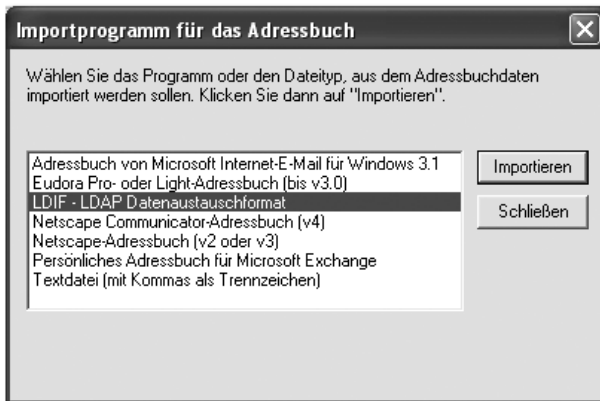 Importprogramm für das Adressbuch
Wählen Sie das Programm oder den Dateityp, aus dem Adressbuchdaten
importiert werden sollen. Klicken Sie dann auf "Importieren".
Adressbuch von Microsoft Internet-E-Mail für Windows 3.1
Eudora Pro- oder Light-Adressbuch (bis v3.0)
LDIF - LDAP Datenaustauschformat
Netscape Communicator-Adressbuch (v4)
Netscape-Adressbuch (v2 oder v3)
Persönliches Adressbuch für Microsoft Exchange
Textdatei (mit Kommas als Trennzeichen)
Importieren
Schließen